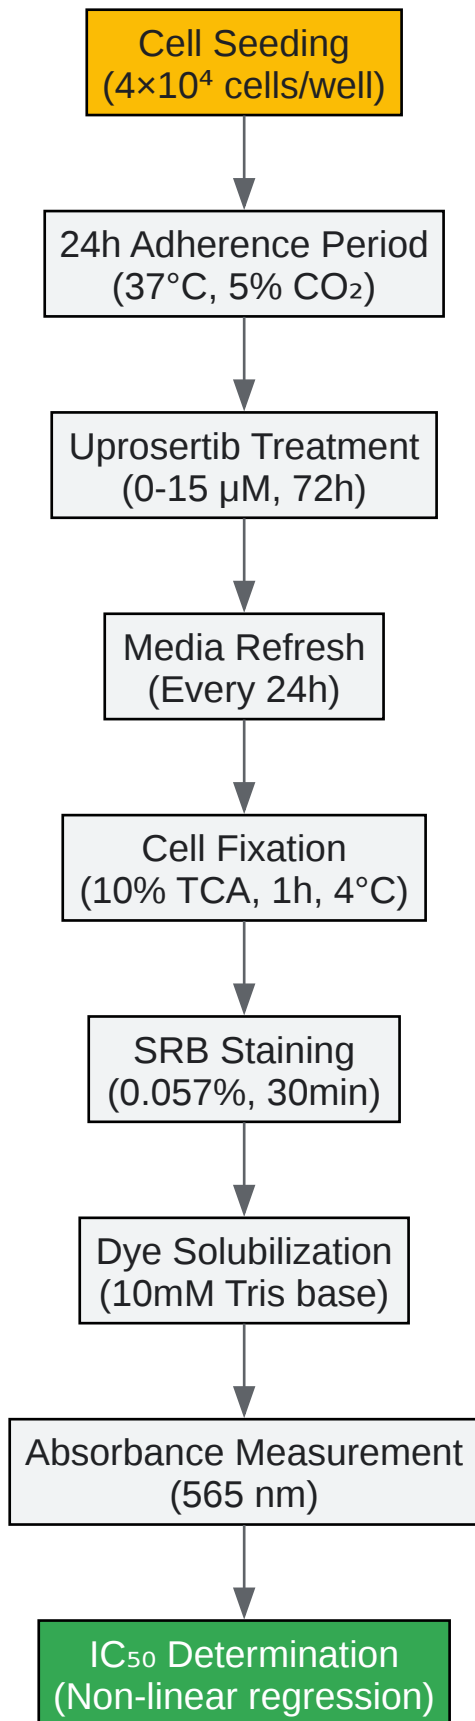 Cell Seeding
(4×10⁴ cells/well)
24h Adherence Period
(37°C, 5% CO₂)
Uprosertib Treatment
(0-15 μM, 72h)
Media Refresh
(Every 24h)
Cell Fixation
(10% TCA, 1h, 4°C)
SRB Staining
(0.057%, 30min)
Dye Solubilization
(10mM Tris base)
Absorbance Measurement
(565 nm)
IC₅₀ Determination
(Non-linear regression)